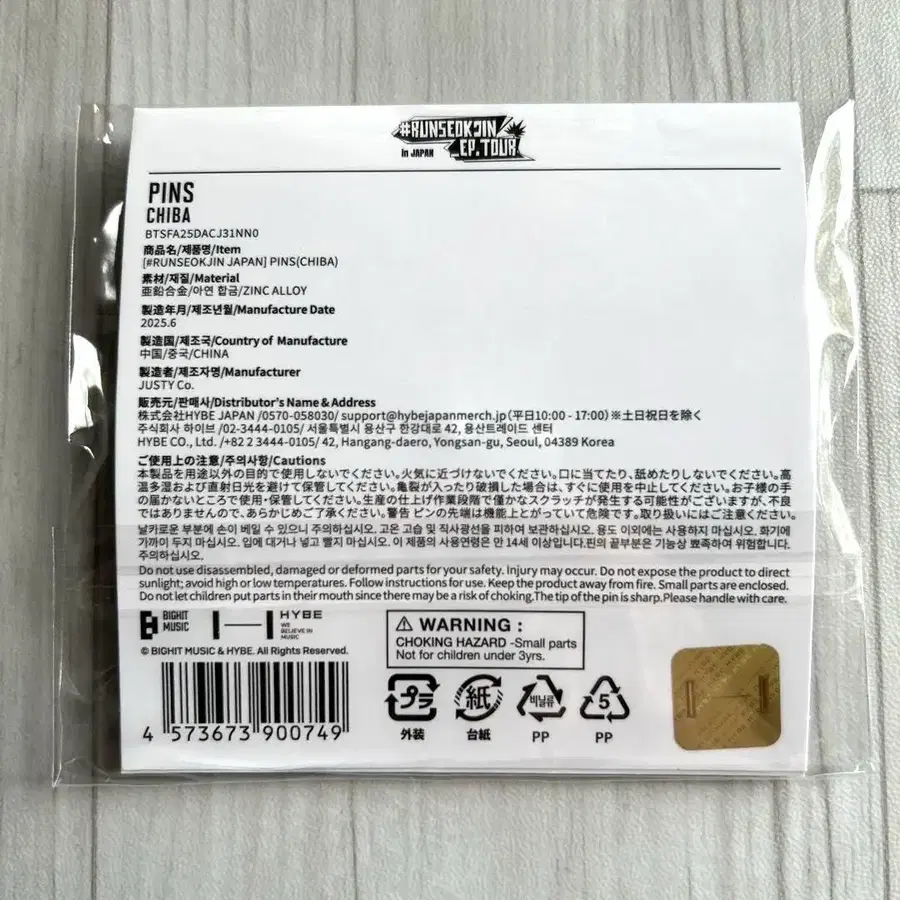 #RUNSEOKJIN
in JAPAN EP.TOUR
PINS
CHIBA
BTSFA25DACJ31NN0
商品名/제품명/Item
[#RUNSEOKJIN JAPAN] PINS(CHIBA)
素材/재질/Material
亜鉛合金/아연 합금/ZINC ALLOY
製造年月/제조년월/Manufacture Date
2025.6
製造国/제조국/Country of Manufacture
中国/중국/CHINA
製造者/제조자명/Manufacturer
JUSTY Co.
販売元/판매사/Distributor's Name & Address
株式会社HYBE JAPAN /0570-058030/ support@hybejapanmerch.jp（平日10:00 - 17:00）※土日祝日を除く
주식회사 하이브 /02-3444-0105/ 서울특별시 용산구 한강대로 42, 용산트레이드 센터
HYBE CO., Ltd. /+82 2 3444-0105/ 42, Hangang-daero, Yongsan-gu, Seoul, 04389 Korea
ご使用上の注意/주의사항/Cautions
本製品を用途以外の目的で使用しないでください。火気に近づけないでください。口に当てたり、舐めたりしないでください。高
温多湿および直射日光を避けて保管してください。亀裂が入ったり破損した場合は、すぐに使用を中止してください。お子様の手
の届かないところで使用・保管してください。生産の仕上げ作業段階で僅かなスクラッチが発生する可能性がございますが、不良
ではありませんので、あらかじめご了承ください。警告 ピンの先端は機能上とがっていて危険です。取り扱いにはご注意ください。
날카로운 부분에 손이 베일 수 있으니 주의하십시오. 고온 고습 및 직사광선을 피하여 보관하십시오. 용도 이외에는 사용하지 마십시오. 화기에
가까이 두지 마십시오. 입에 대거나 넣고 빨지 마십시오. 이 제품의 사용연령은 만 14세 이상입니다.핀의 끝부분은 기능상 뾰족하여 위험합니다.
주의하십시오.
Do not use disassembled, damaged or deformed parts for your safety. Injury may occur. Do not expose the product to direct
sunlight; avoid high or low temperatures. Follow instructions for use. Keep the product away from fire. Small parts are enclosed.
Do not let children put parts in their mouth since there may be a risk of choking.The tip of the pin is sharp.Please handle with care.
BIGHIT
MUSIC
HYBE
WE
BELIEVE IN
MUSIC
© BIGHIT MUSIC & HYBE. All Rights Reserved.
⚠ WARNING :
CHOKING HAZARD -Small parts
Not for children under 3yrs.
4 573673 900749
プラ
外装
紙
台紙
비닐류
PP
5
PP